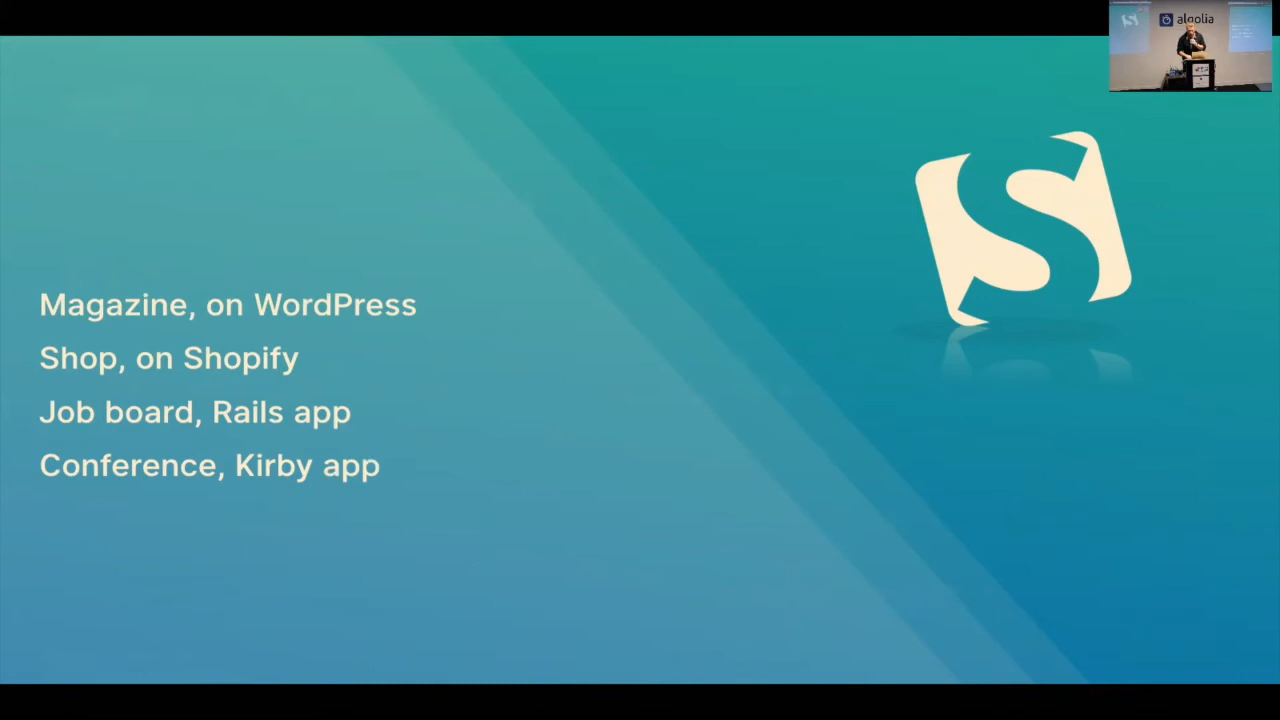 algolia
Magazine, on WordPress
Shop, on Shopify
Job board, Rails app
Conference, Kirby app